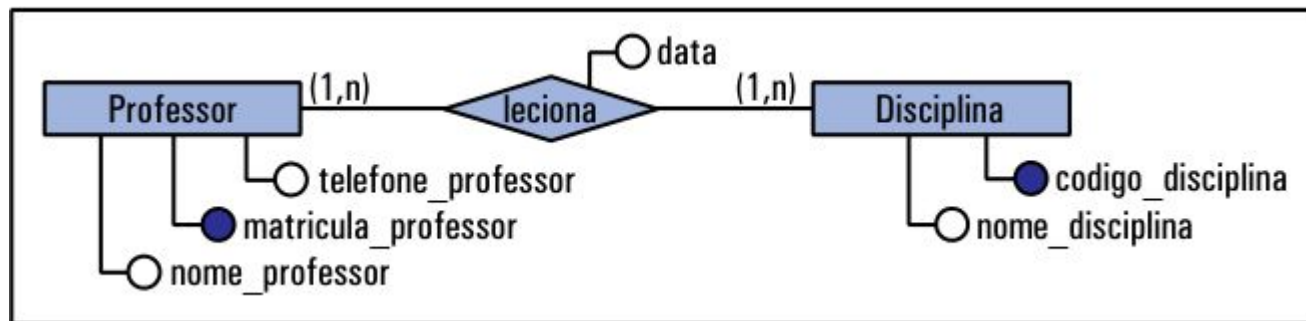 data
(1,n)
(1,n)
Professor
leciona
Disciplina
telefone_professor
codigo_disciplina
matricula_professor
nome_disciplina
nome_professor